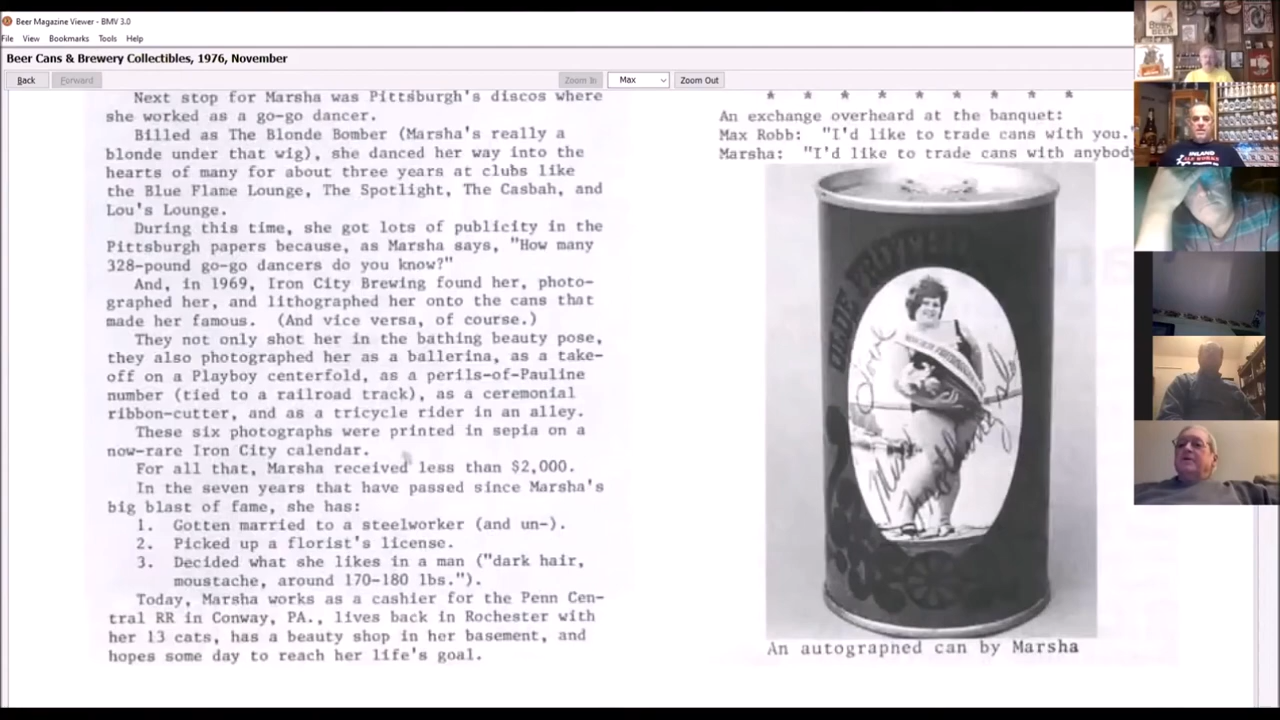 Beer Magazine Viewer - BMV 3.0
File View Bookmarks Tools Help
Beer Cans & Brewery Collectibles, 1976, November
Back Forward Zoom In Max Zoom Out
Next stop for Marsha was Pittsburgh's discos where
she worked as a go-go dancer.
Billed as The Blonde Bomber (Marsha's really a
blonde under that wig), she danced her way into the
hearts of many for about three years at clubs like
the Blue Flame Lounge, The Spotlight, The Casbah, and
Lou's Lounge.
During this time, she got lots of publicity in the
Pittsburgh papers because, as Marsha says, "How many
328-pound go-go dancers do you know?"
And, in 1969, Iron City Brewing found her, photo-
graphed her, and lithographed her onto the cans that
made her famous. (And vice versa, of course.)
They not only shot her in the bathing beauty pose,
they also photographed her as a ballerina, as a take-
off on a Playboy centerfold, as a perils-of-Pauline
number (tied to a railroad track), as a ceremonial
ribbon-cutter, and as a tricycle rider in an alley.
These six photographs were printed in sepia on a
now-rare Iron City calendar.
For all that, Marsha received less than $2,000.
In the seven years that have passed since Marsha's
big blast of fame, she has:
1. Gotten married to a steelworker (and un-).
2. Picked up a florist's license.
3. Decided what she likes in a man ("dark hair,
moustache, around 170-180 lbs.").
Today, Marsha works as a cashier for the Penn Cen-
tral RR in Conway, PA., lives back in Rochester with
her 13 cats, has a beauty shop in her basement, and
hopes some day to reach her life's goal.
* * * * * * * * *
An exchange overheard at the banquet:
Max Robb: "I'd like to trade cans with you.
Marsha: "I'd like to trade cans with anybody
OLDE FROTHINGSLOSH
An autographed can by Marsha